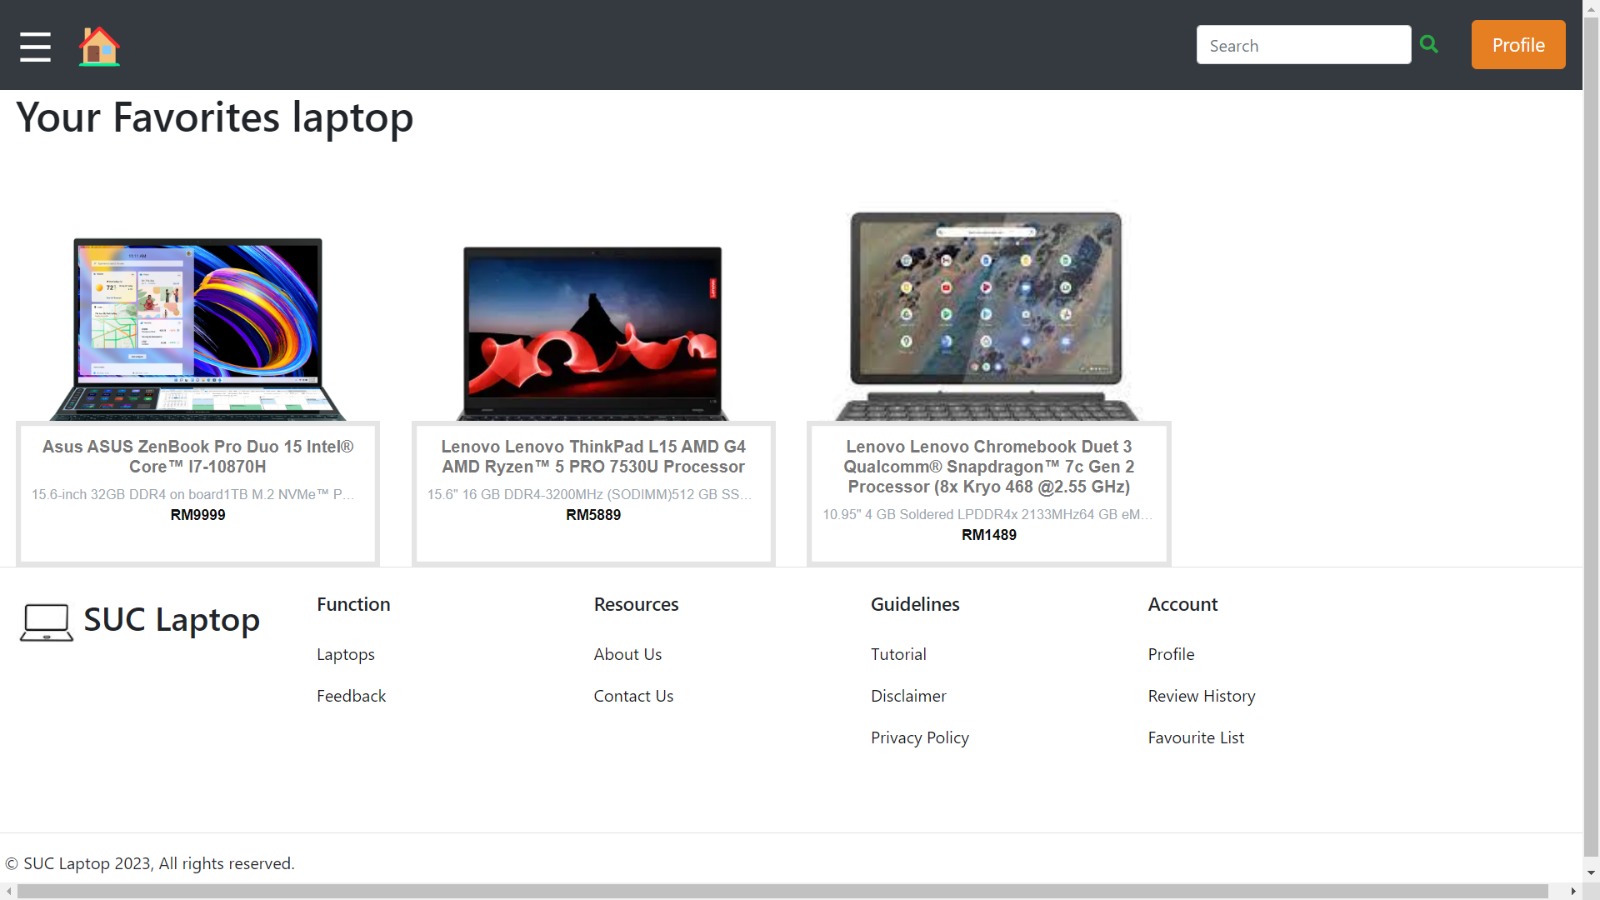 Search
Profile
Your Favorites laptop
Asus ASUS ZenBook Pro Duo 15 Intel®
Core™ I7-10870H
15.6-inch 32GB DDR4 on board1TB M.2 NVMe™ P...
RM9999
Lenovo Lenovo ThinkPad L15 AMD G4
AMD Ryzen™ 5 PRO 7530U Processor
15.6" 16 GB DDR4-3200MHz (SODIMM)512 GB SS...
RM5889
Lenovo Lenovo Chromebook Duet 3
Qualcomm® Snapdragon™ 7c Gen 2
Processor (8x Kryo 468 @2.55 GHz)
10.95" 4 GB Soldered LPDDR4x 2133MHz64 GB eM...
RM1489
SUC Laptop
Function
Laptops
Feedback
Resources
About Us
Contact Us
Guidelines
Tutorial
Disclaimer
Privacy Policy
Account
Profile
Review History
Favourite List
© SUC Laptop 2023, All rights reserved.